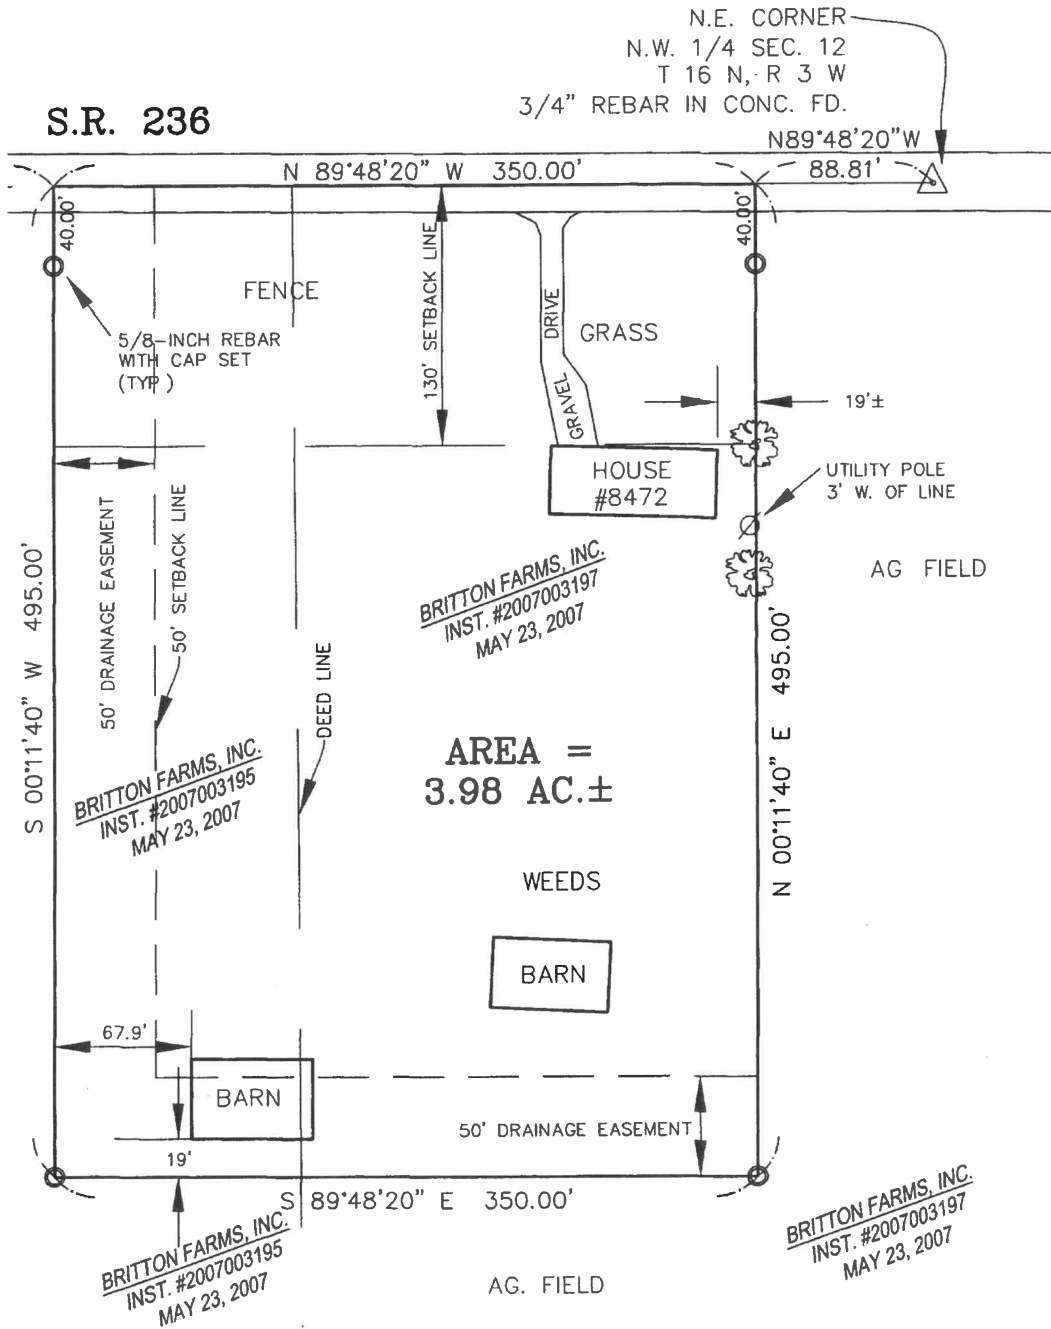 N.E. CORNER
N.W. 1/4 SEC. 12
T 16 N, R 3 W
3/4" REBAR IN CONC. FD.
S.R. 236
N89°48'20"W
88.81'
N 89°48'20" W 350.00'
40.00'
40.00'
FENCE
5/8-INCH REBAR
WITH CAP SET
(TYP)
130' SETBACK LINE
GRAVEL DRIVE
GRASS
19'±
HOUSE
#8472
UTILITY POLE
3' W. OF LINE
AG FIELD
S 00°11'40" W 495.00'
50' DRAINAGE EASEMENT
50' SETBACK LINE
DEED LINE
BRITTON FARMS, INC.
INST. #2007003197
MAY 23, 2007
N 00°11'40" E 495.00'
BRITTON FARMS, INC.
INST. #2007003195
MAY 23, 2007
AREA =
3.98 AC.±
WEEDS
BARN
67.9'
BARN
19'
50' DRAINAGE EASEMENT
S 89°48'20" E 350.00'
BRITTON FARMS, INC.
INST. #2007003195
MAY 23, 2007
BRITTON FARMS, INC.
INST. #2007003197
MAY 23, 2007
AG. FIELD